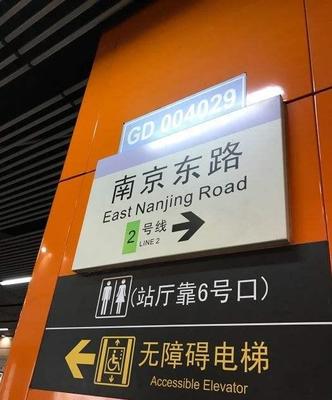 GD 004029
南京东路
East Nanjing Road
2 号线
LINE 2
(站厅靠6号口)
无障碍电梯
Accessible Elevator